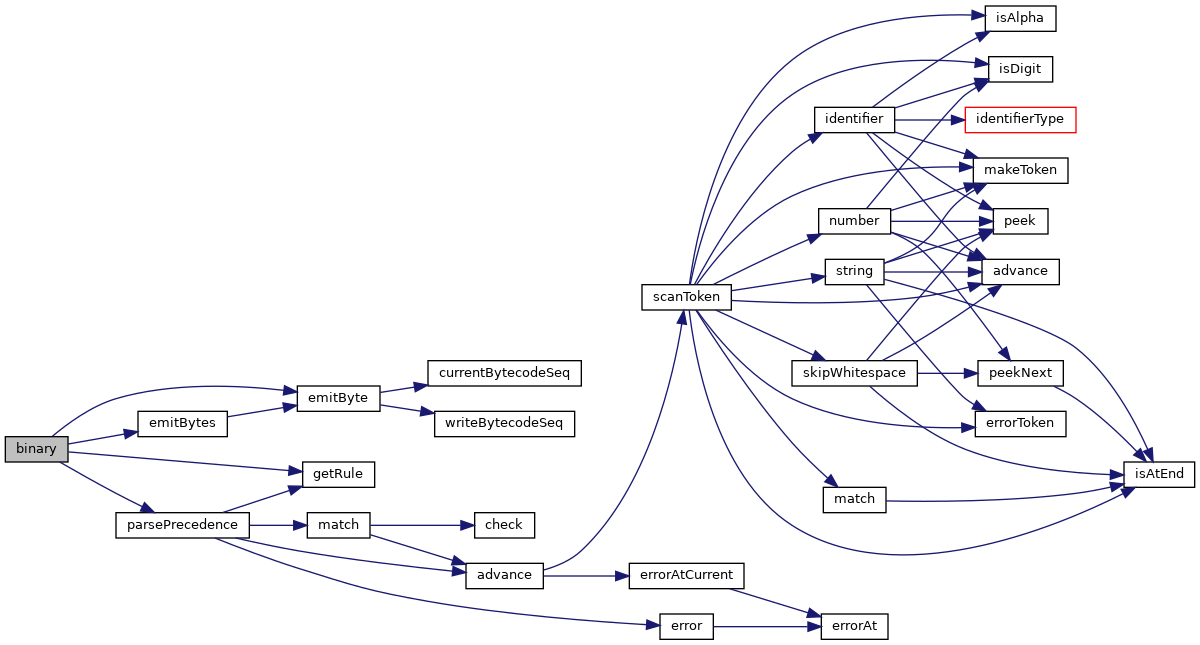 isAlpha
isDigit
identifier
identifierType
makeToken
number
peek
string
advance
scanToken
skipWhitespace
peekNext
currentBytecodeSeq
emitByte
emitBytes
writeBytecodeSeq
errorToken
binary
getRule
isAtEnd
match
parsePrecedence
match
check
advance
errorAtCurrent
error
errorAt